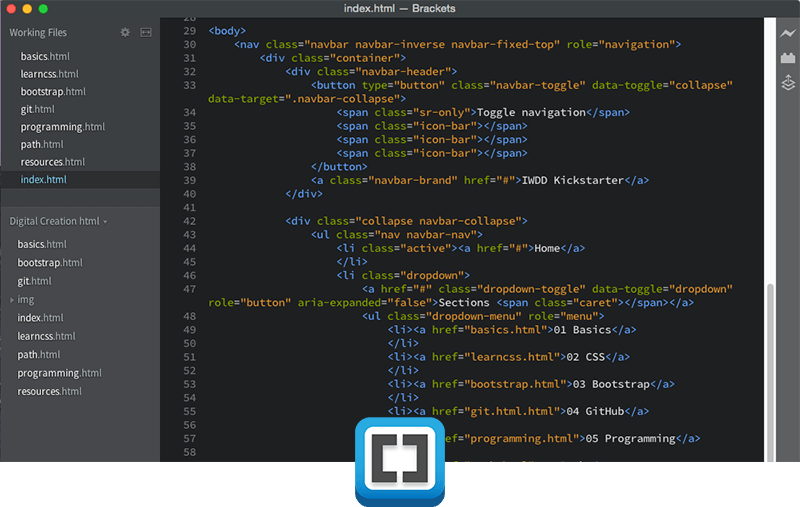 index.html — Brackets
Working Files
basics.html
learncss.html
bootstrap.html
git.html
programming.html
path.html
resources.html
index.html
Digital Creation html
basics.html
bootstrap.html
git.html
img
index.html
learncss.html
path.html
programming.html
resources.html
28
29 <body>
30 <nav class="navbar navbar-inverse navbar-fixed-top" role="navigation">
31 <div class="container">
32 <div class="navbar-header">
33 <button type="button" class="navbar-toggle" data-toggle="collapse"
data-target=".navbar-collapse">
34 <span class="sr-only">Toggle navigation</span>
35 <span class="icon-bar"></span>
36 <span class="icon-bar"></span>
37 <span class="icon-bar"></span>
38 </button>
39 <a class="navbar-brand" href="#">IWDD Kickstarter</a>
40 </div>
41
42 <div class="collapse navbar-collapse">
43 <ul class="nav navbar-nav">
44 <li class="active"><a href="#">Home</a>
45 </li>
46 <li class="dropdown">
47 <a href="#" class="dropdown-toggle" data-toggle="dropdown"
role="button" aria-expanded="false">Sections <span class="caret"></span></a>
48 <ul class="dropdown-menu" role="menu">
49 <li><a href="basics.html">01 Basics</a>
50 </li>
51 <li><a href="learncss.html">02 CSS</a>
52 </li>
53 <li><a href="bootstrap.html">03 Bootstrap</a>
54 </li>
55 <li><a href="git.html.html">04 GitHub</a>
56
57 ef="programming.html">05 Programming</a>
58